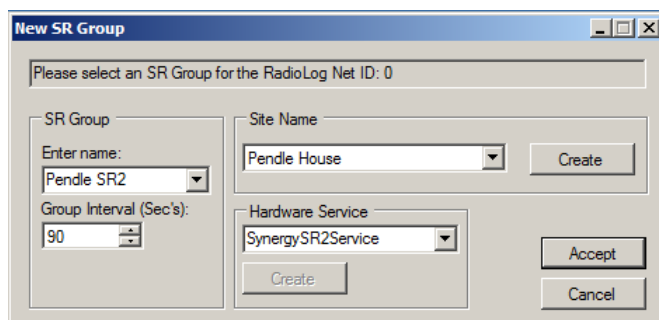 New SR Group
Please select an SR Group for the RadioLog Net ID: 0
SR Group
Enter name:
Pendle SR2
Group Interval (Sec's):
90
Site Name
Pendle House
Create
Hardware Service
SynergySR2Service
Create
Accept
Cancel